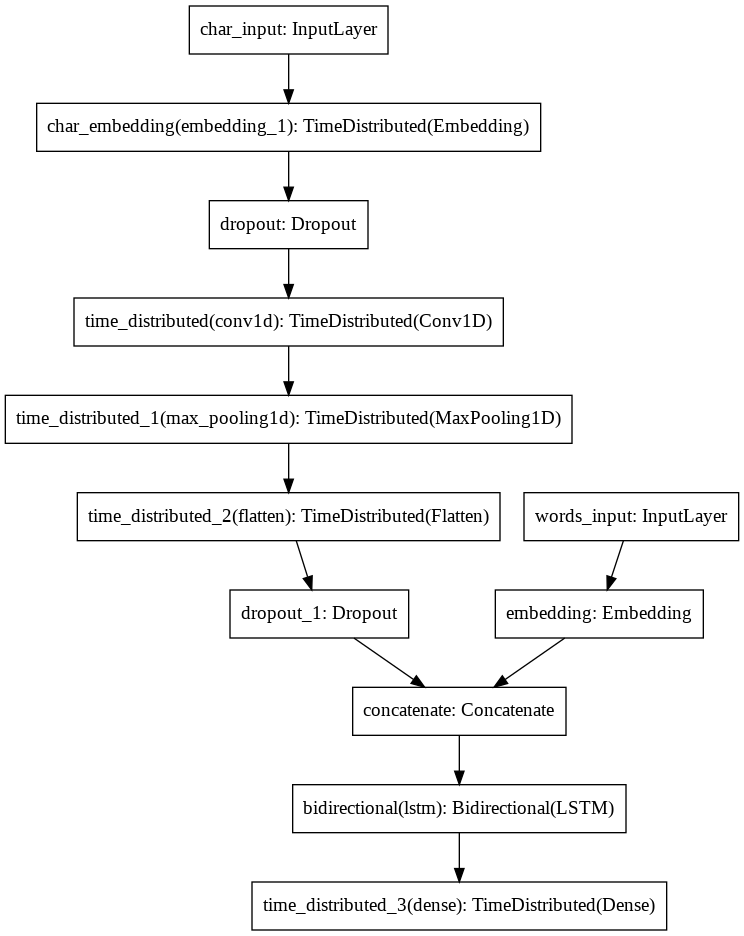 char_input: InputLayer
char_embedding(embedding_1): TimeDistributed(Embedding)
dropout: Dropout
time_distributed(conv1d): TimeDistributed(Conv1D)
time_distributed_1(max_pooling1d): TimeDistributed(MaxPooling1D)
time_distributed_2(flatten): TimeDistributed(Flatten)
words_input: InputLayer
dropout_1: Dropout
embedding: Embedding
concatenate: Concatenate
bidirectional(lstm): Bidirectional(LSTM)
time_distributed_3(dense): TimeDistributed(Dense)